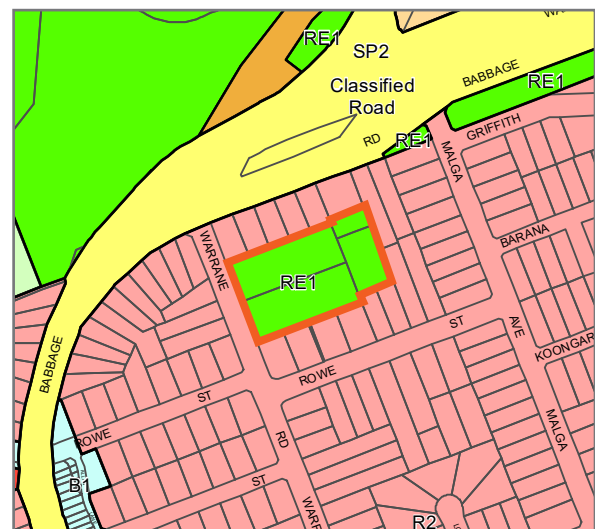 RE1
SP2
Classified
Road
BABBAGE
RE1
RD
RE1
GRIFFITH
MALGA
BARANA
WARRANE
RE1
ST
AVE
KOONGAR
BABBAGE
ROWE
ST
MALGA
ROWE
RD
B1
ST
WARR
R2